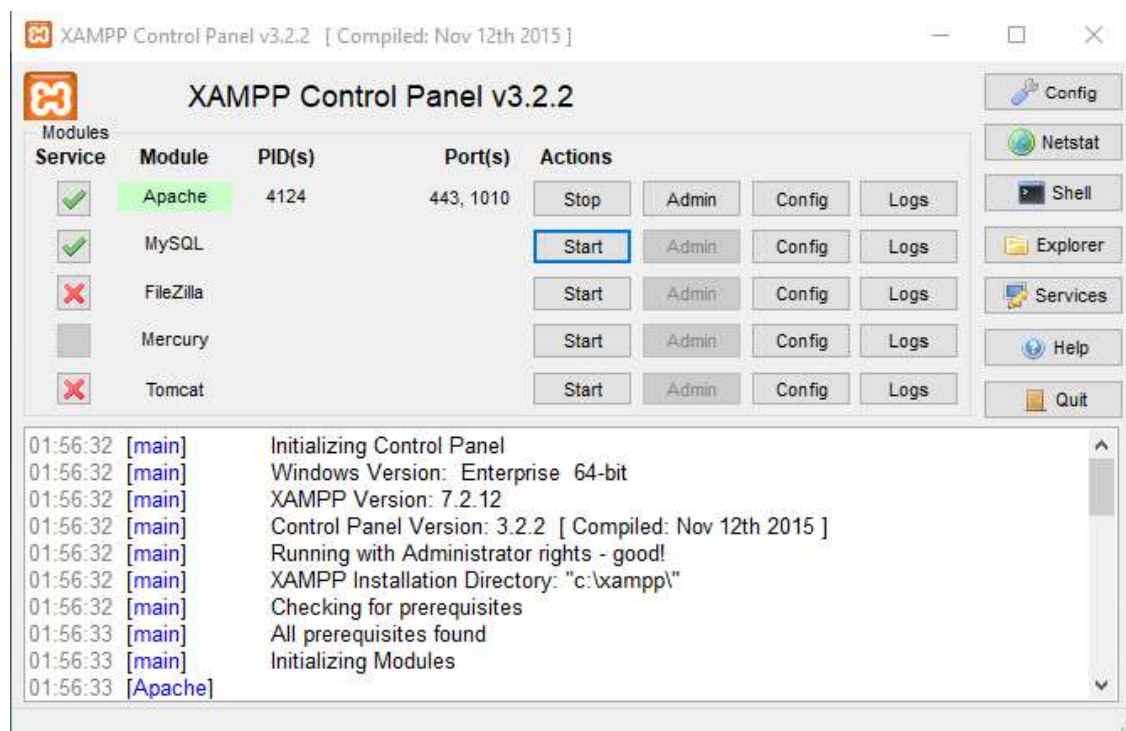 XAMPP Control Panel v3.2.2 [ Compiled: Nov 12th 2015 ]
XAMPP Control Panel v3.2.2
Config
Modules
Service Module PID(s) Port(s) Actions
Netstat
Apache 4124 443, 1010 Stop Admin Config Logs
Shell
MySQL Start Admin Config Logs
Explorer
FileZilla Start Admin Config Logs
Services
Mercury Start Admin Config Logs
Help
Tomcat Start Admin Config Logs
Quit
01:56:32 [main] Initializing Control Panel
01:56:32 [main] Windows Version: Enterprise 64-bit
01:56:32 [main] XAMPP Version: 7.2.12
01:56:32 [main] Control Panel Version: 3.2.2 [ Compiled: Nov 12th 2015 ]
01:56:32 [main] Running with Administrator rights - good!
01:56:32 [main] XAMPP Installation Directory: "c:\xampp\"
01:56:32 [main] Checking for prerequisites
01:56:33 [main] All prerequisites found
01:56:33 [main] Initializing Modules
01:56:33 [Apache]